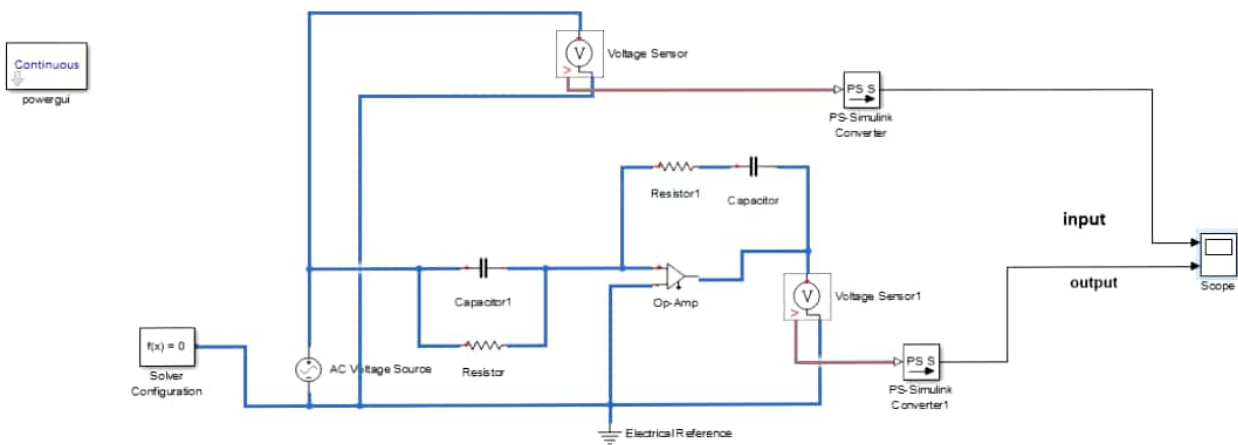 Continuous
powergui
V
Voltage Sensor
PS S
PS-Simulink
Converter
Resistor1
Capacitor
input
Capacitor1
Op-Amp
V
Voltage Sensor1
output
Scope
f(x) = 0
Solver
Configuration
AC Voltage Source
Resistor
PS S
PS-Simulink
Converter1
Electrical Reference